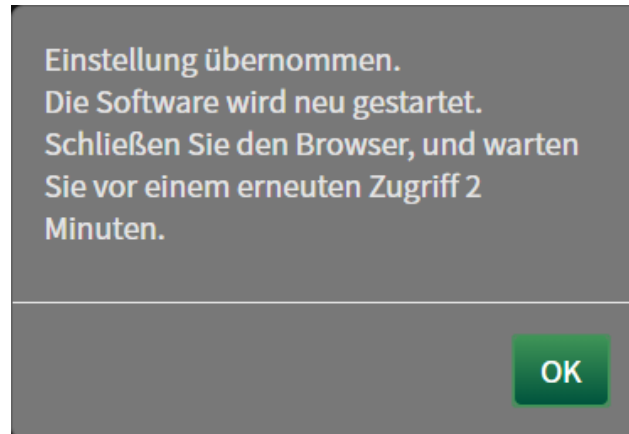 Einstellung übernommen.
Die Software wird neu gestartet.
Schließen Sie den Browser, und warten
Sie vor einem erneuten Zugriff 2
Minuten.
OK